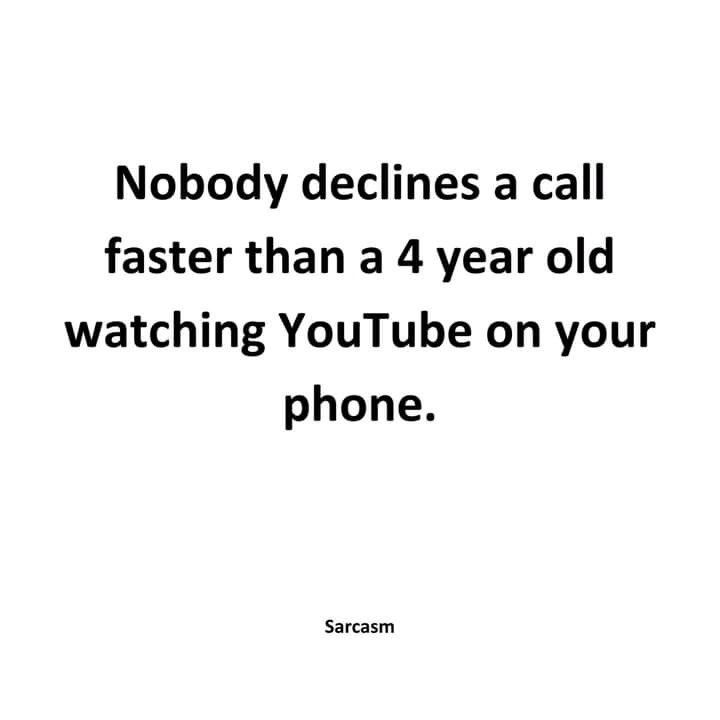 Nobody declines a call
faster than a 4 year old
watching YouTube on your
phone.
Sarcasm